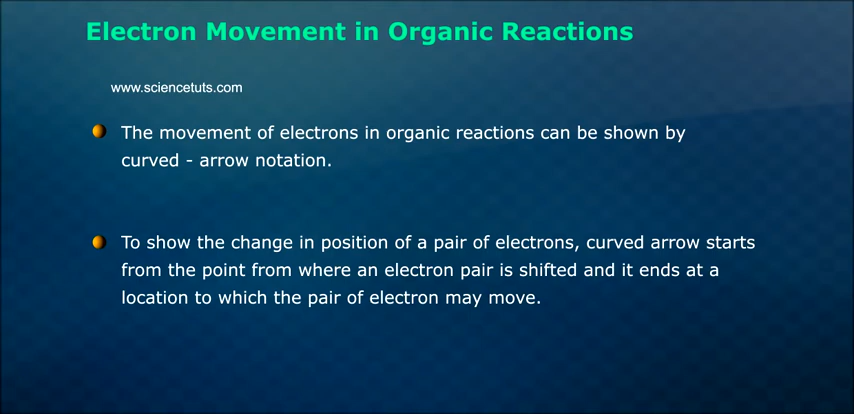 Electron Movement in Organic Reactions
www.sciencetuts.com
The movement of electrons in organic reactions can be shown by
curved - arrow notation.
To show the change in position of a pair of electrons, curved arrow starts
from the point from where an electron pair is shifted and it ends at a
location to which the pair of electron may move.